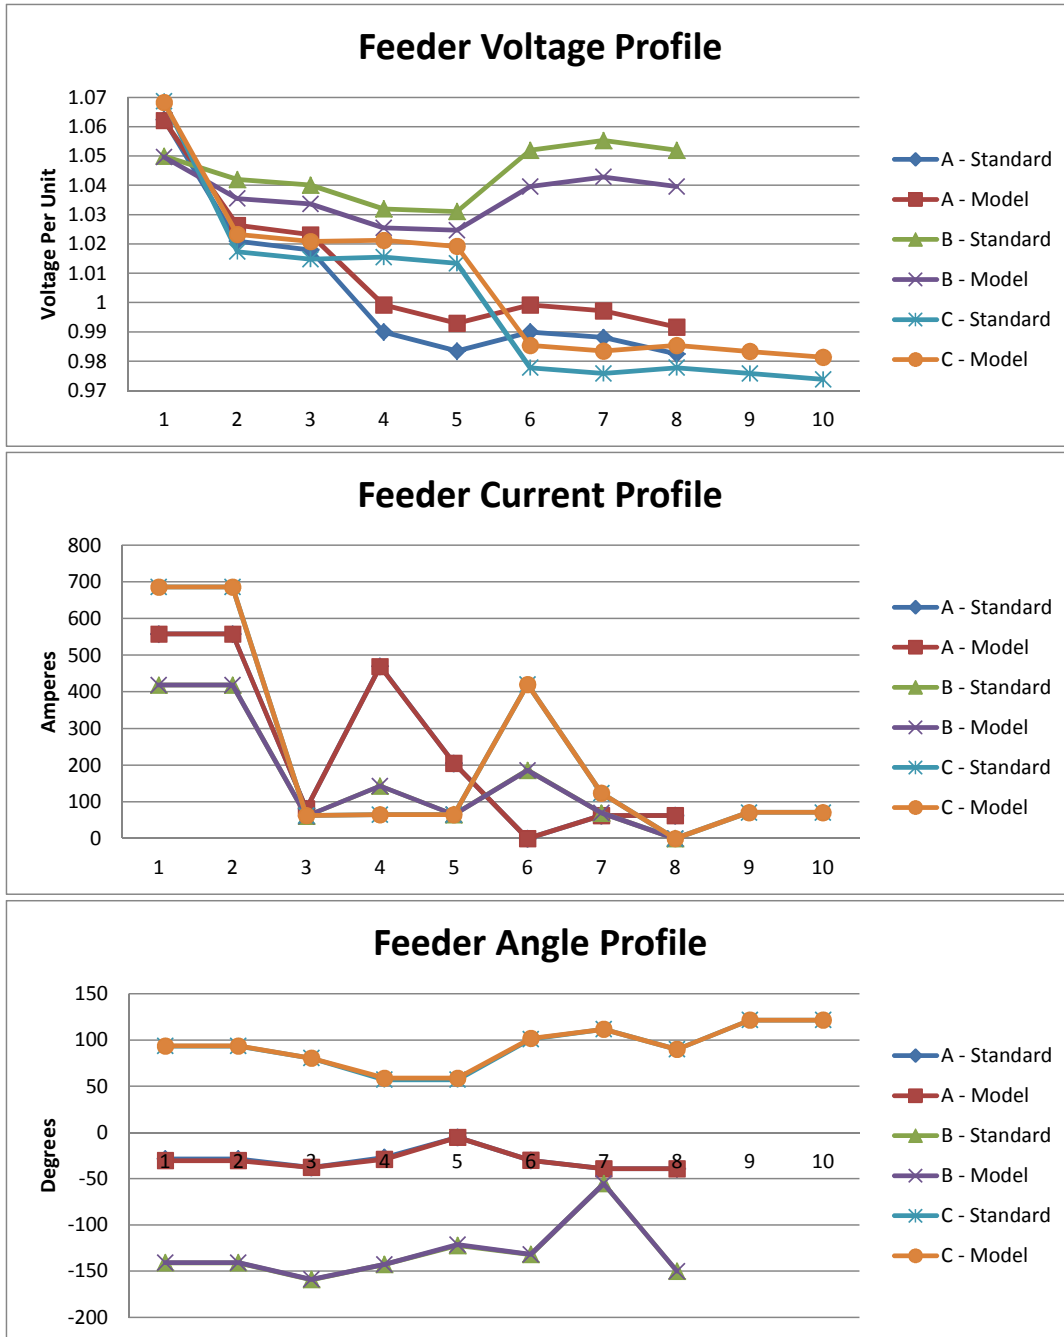 Feeder Voltage Profile
Voltage Per Unit
1.07
1.06
1.05
1.04
1.03
1.02
1.01
1
0.99
0.98
0.97
1 2 3 4 5 6 7 8 9 10
A - Standard
A - Model
B - Standard
B - Model
C - Standard
C - Model
Feeder Current Profile
Amperes
800
700
600
500
400
300
200
100
0
1 2 3 4 5 6 7 8 9 10
A - Standard
A - Model
B - Standard
B - Model
C - Standard
C - Model
Feeder Angle Profile
Degrees
150
100
50
0
-50
-100
-150
-200
1 2 3 4 5 6 7 8 9 10
A - Standard
A - Model
B - Standard
B - Model
C - Standard
C - Model